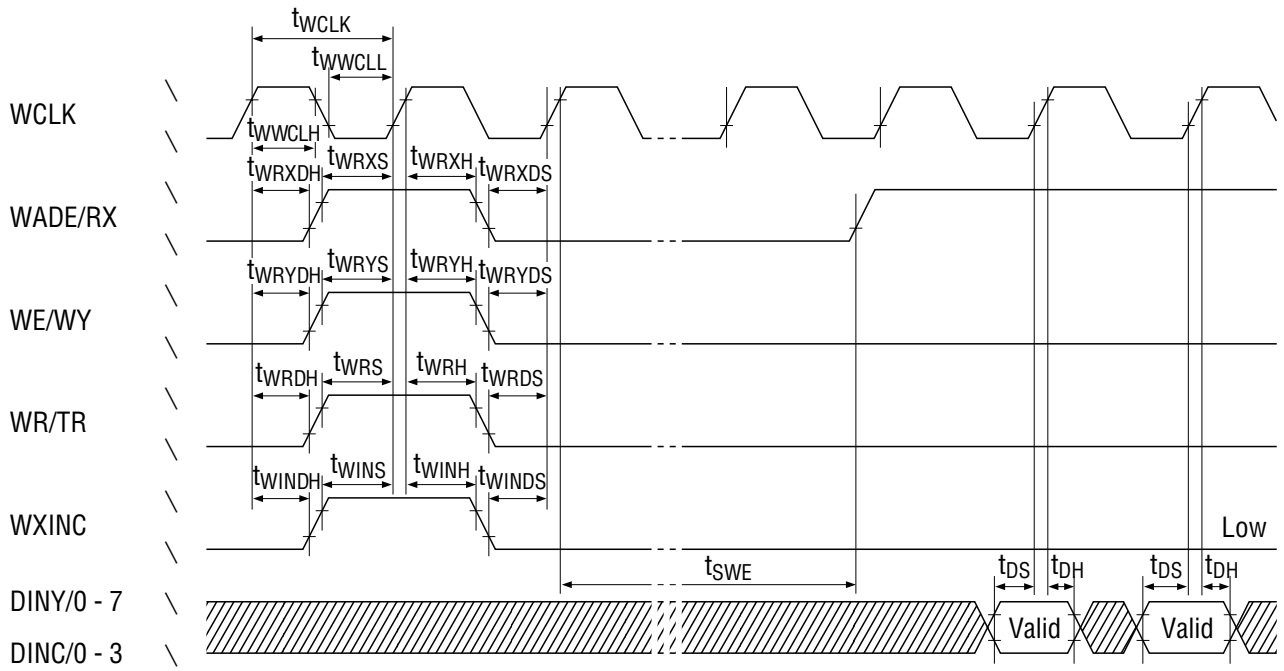 tWCLK
tWWCLL
WCLK
tWWCLH
tWRXDH tWRXS tWRXH tWRXDS
WADE/RX
tWRYDH tWRYS tWRYH tWRYDS
WE/WY
tWRDH tWRS tWRH tWRDS
WR/TR
tWINDH tWINS tWINH tWINDS
WXINC
Low
tSWE
tDS tDH tDS tDH
DINY/0 - 7
Valid Valid
DINC/0 - 3